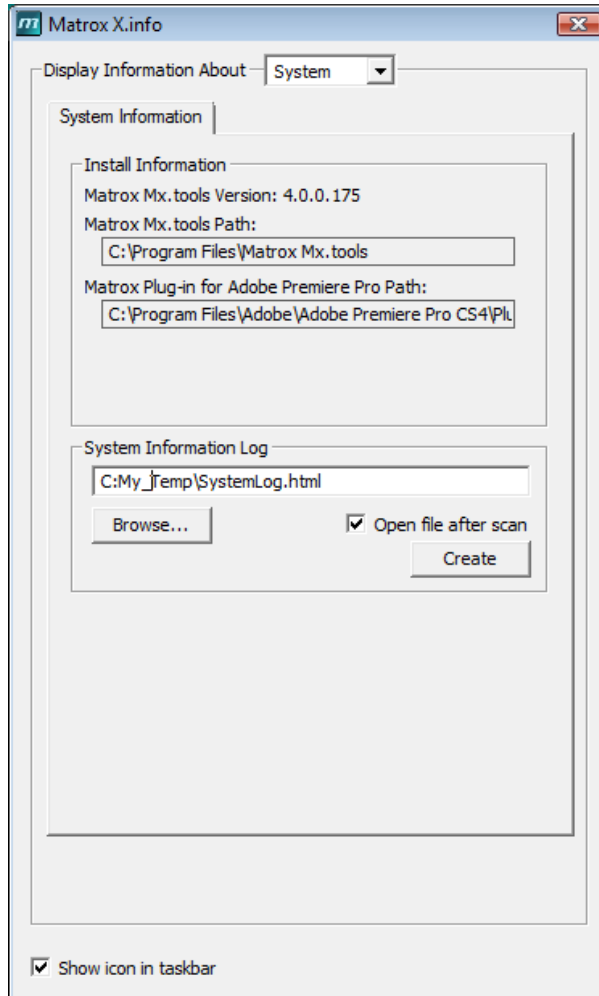 Matrox X.info
Display Information About System
System Information
Install Information
Matrox Mx.tools Version: 4.0.0.175
Matrox Mx.tools Path:
C:\Program Files\Matrox Mx.tools
Matrox Plug-in for Adobe Premiere Pro Path:
C:\Program Files\Adobe\Adobe Premiere Pro CS4\Plu
System Information Log
C:My_Temp\SystemLog.html
Browse...
Open file after scan
Create
Show icon in taskbar